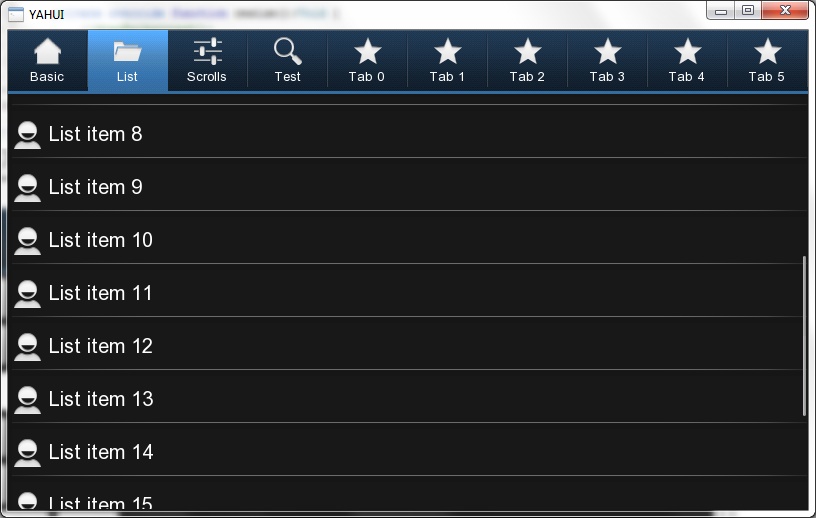 YAHUI
Basic List Scrolls Test Tab 0 Tab 1 Tab 2 Tab 3 Tab 4 Tab 5
List item 8
List item 9
List item 10
List item 11
List item 12
List item 13
List item 14
List item 15